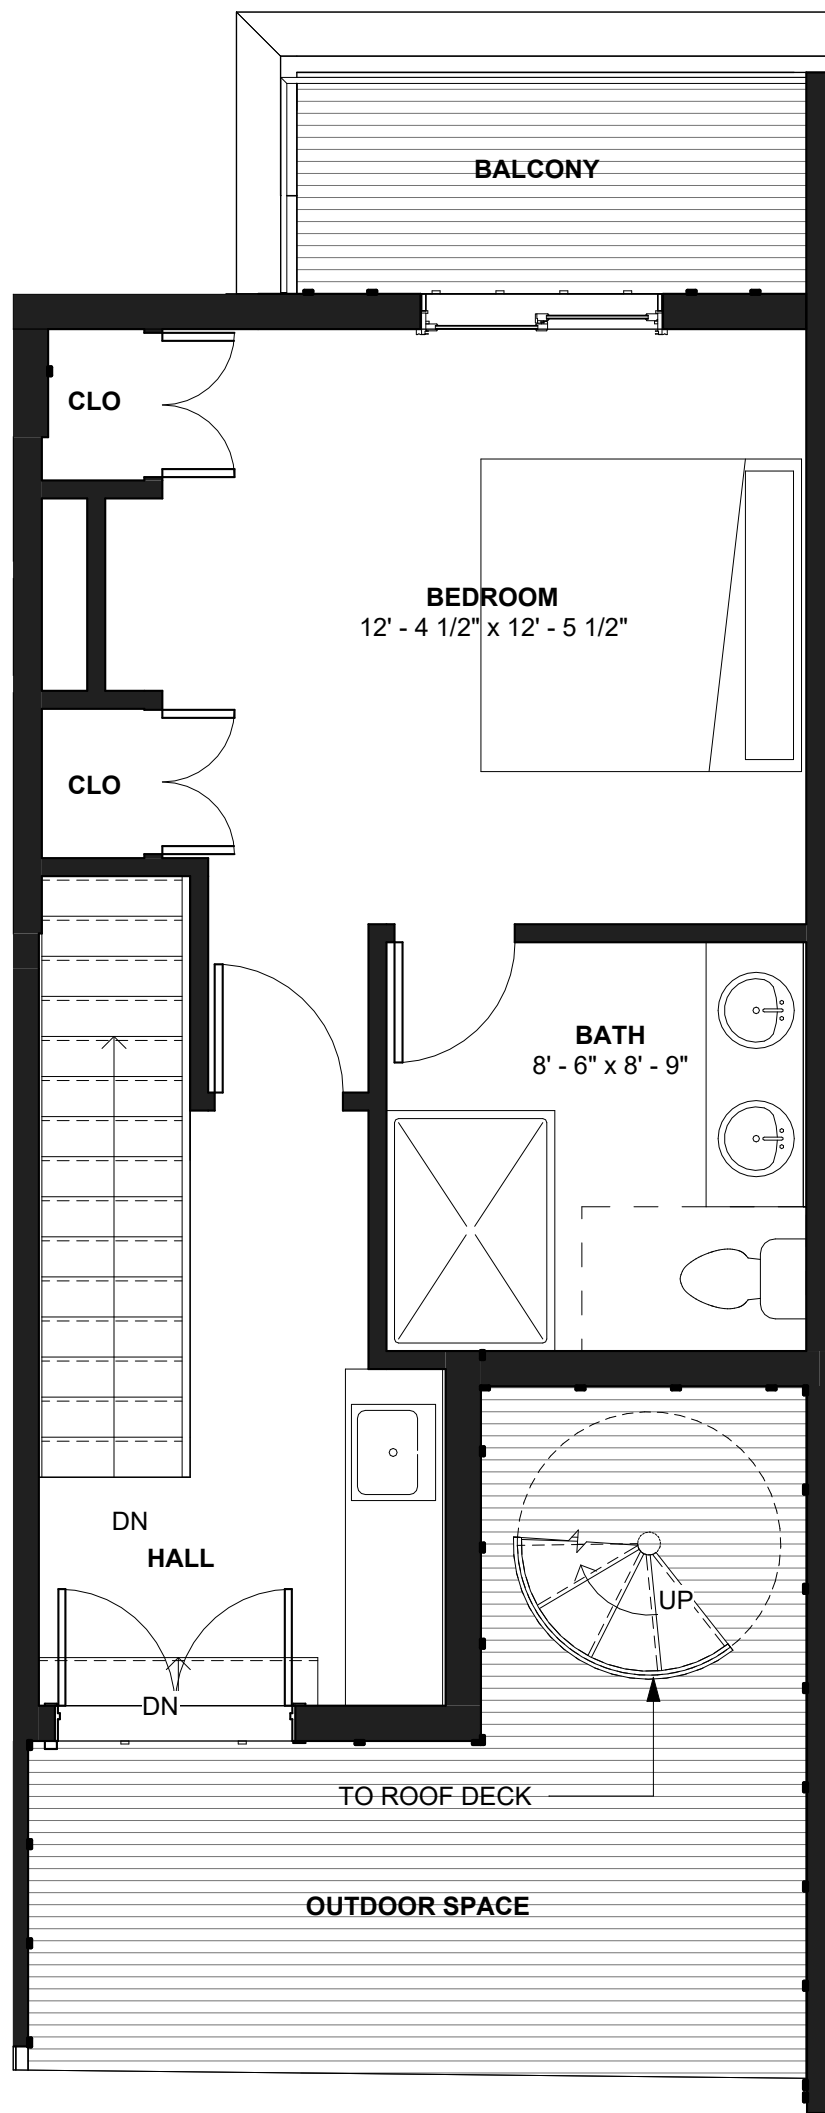 BALCONY
CLO
BEDROOM
12' - 4 1/2" x 12' - 5 1/2"
CLO
BATH
8' - 6" x 8' - 9"
DN
HALL
UP
DN
TO ROOF DECK
OUTDOOR SPACE